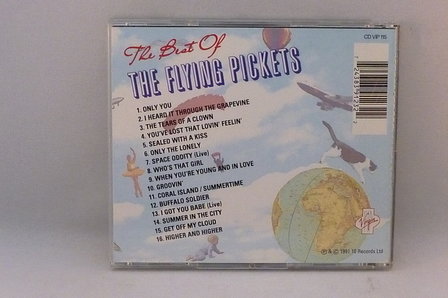 CD VIP 115
The Best Of
THE FLYING PICKETS
1. ONLY YOU
2. I HEARD IT THROUGH THE GRAPEVINE
3. THE TEARS OF A CLOWN
4. YOU'VE LOST THAT LOVIN' FEELIN'
5. SEALED WITH A KISS
6. ONLY THE LONELY
7. SPACE ODDITY (Live)
8. WHO'S THAT GIRL
9. WHEN YOU'RE YOUNG AND IN LOVE
10. GROOVIN'
11. CORAL ISLAND / SUMMERTIME
12. BUFFALO SOLDIER
13. I GOT YOU BABE (Live)
14. SUMMER IN THE CITY
15. GET OFF MY CLOUD
16. HIGHER AND HIGHER
Virgin
℗ & © 1991 10 Records Ltd